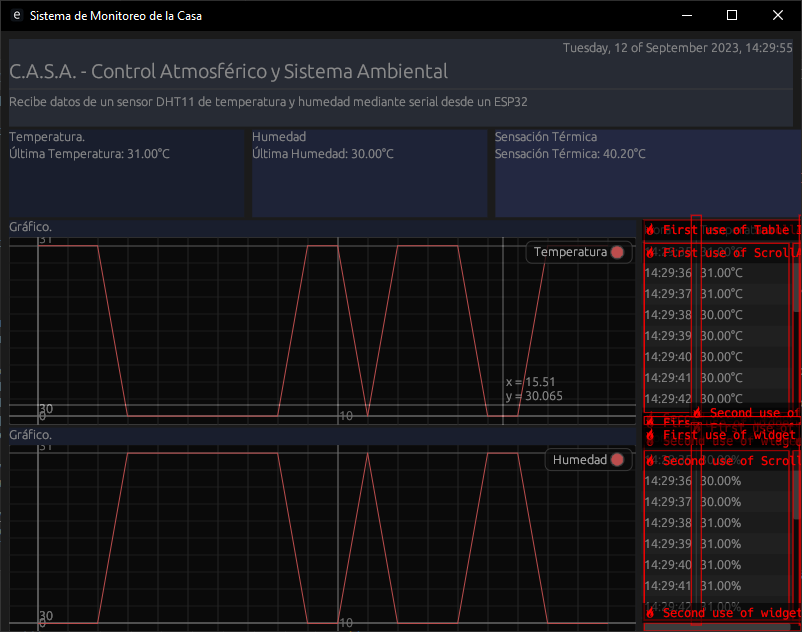 e Sistema de Monitoreo de la Casa
Tuesday, 12 of September 2023, 14:29:55
C.A.S.A. - Control Atmosférico y Sistema Ambiental
Recibe datos de un sensor DHT11 de temperatura y humedad mediante serial desde un ESP32
Temperatura.
Última Temperatura: 31.00°C
Humedad
Última Humedad: 30.00°C
Sensación Térmica
Sensación Térmica: 40.20°C
Gráfico.
31
Temperatura
x = 15.51
y = 30.065
30
0
10
First use of Table
First use of Scroll
14:29:36 31.00°C
14:29:37 31.00°C
14:29:38 31.00°C
14:29:39 30.00°C
14:29:40 30.00°C
14:29:41 30.00°C
14:29:42 30.00°C
Second use of
Gráfico.
31
Humedad
30
0
10
First use of widget
Second use of Scroll
14:29:36 30.00%
14:29:37 30.00%
14:29:38 31.00%
14:29:39 31.00%
14:29:40 31.00%
14:29:41 31.00%
Second use of widget